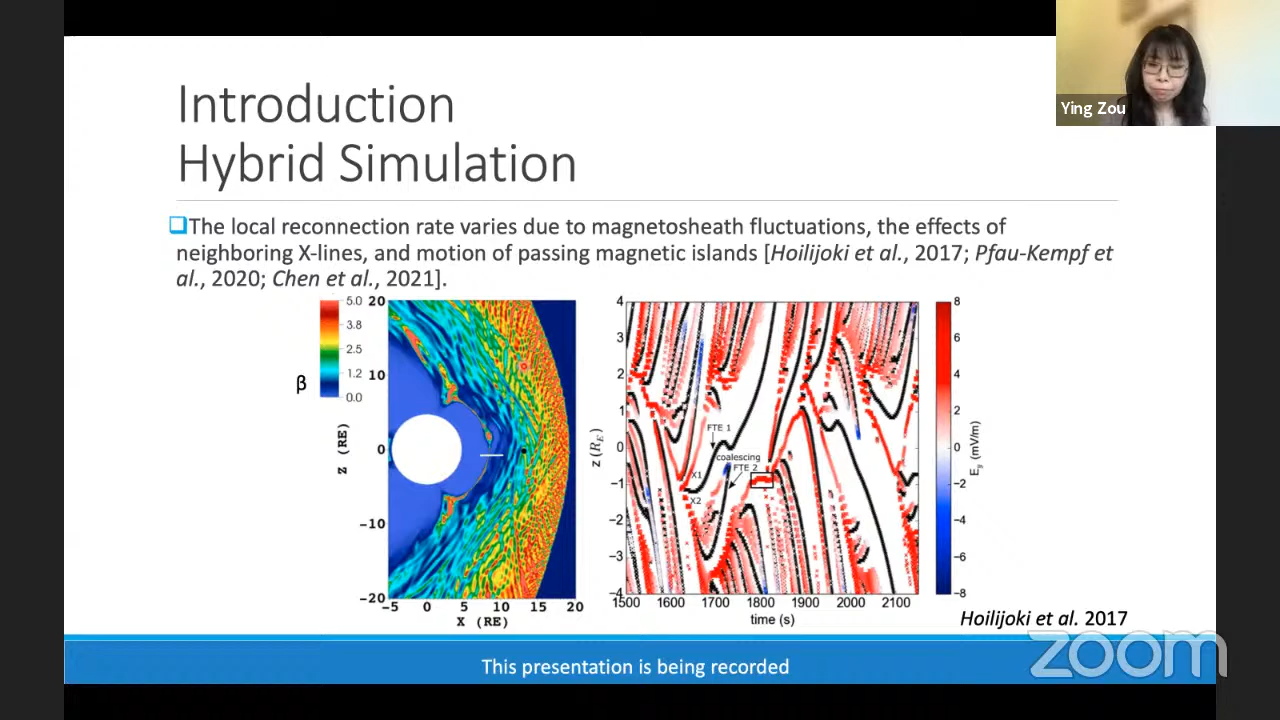 Introduction
Hybrid Simulation
Ying Zou
The local reconnection rate varies due to magnetosheath fluctuations, the effects of
neighboring X-lines, and motion of passing magnetic islands [Hoilijoki et al., 2017; Pfau-Kempf et
al., 2020; Chen et al., 2021].
β
5.0
3.8
2.5
1.2
0.0
20
10
0
−10
−20
Z (RE)
−5 0 5 10 15 20
X (RE)
4
3
2
1
0
−1
−2
−3
−4
z (RE)
FTE 1
coalescing
FTE 2
X1
X2
1500 1600 1700 1800 1900 2000 2100
time (s)
8
6
4
2
0
−2
−4
−6
−8
Ey (mV/m)
Hoilijoki et al. 2017
This presentation is being recorded
zoom